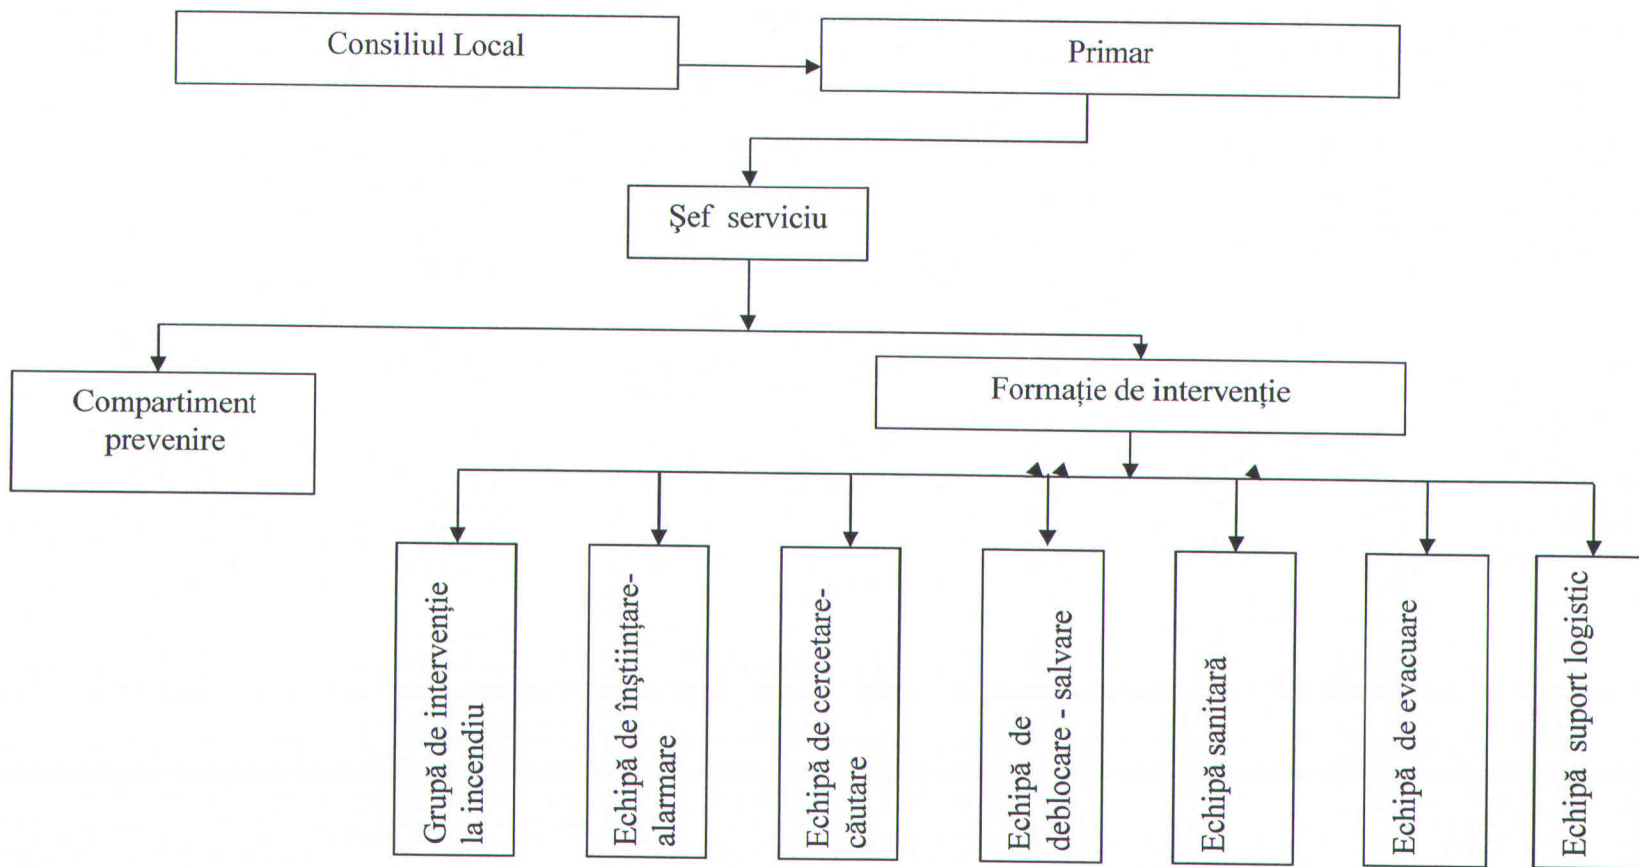 Consiliul Local
Primar
Şef serviciu
Compartiment
prevenire
Formație de intervenție
Grupă de intervenție
la incendiu
Echipă de înştiințare-
alarmare
Echipă de cercetare-
căutare
Echipă de
deblocare - salvare
Echipă sanitară
Echipă de evacuare
Echipă suport logistic